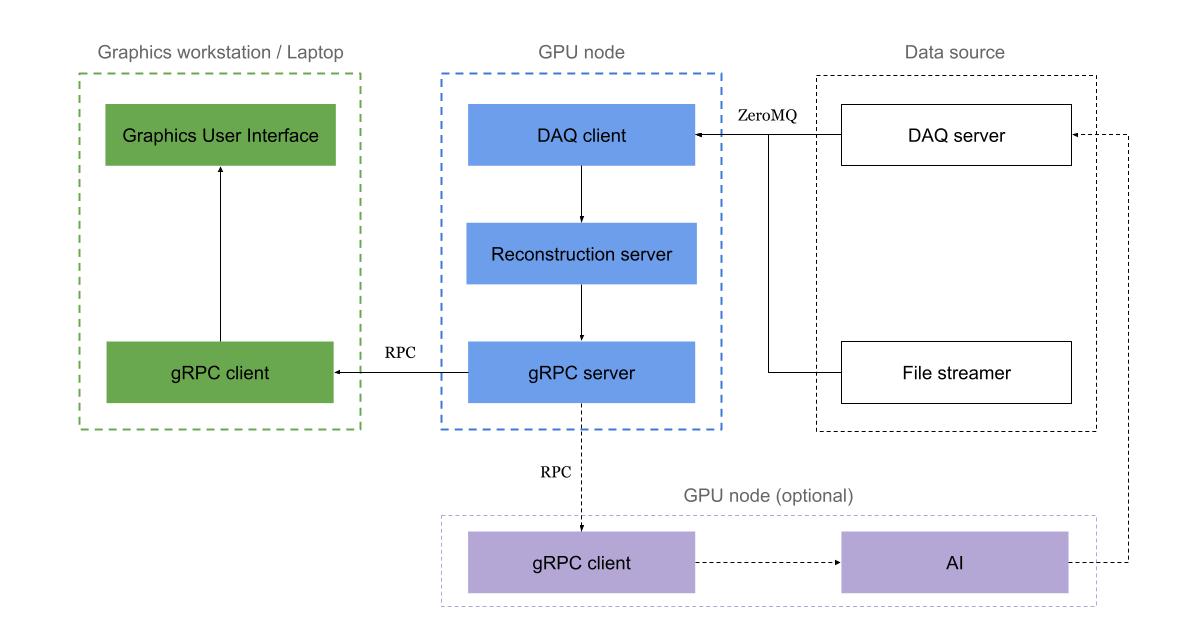 Graphics workstation / Laptop
GPU node
Data source
Graphics User Interface
DAQ client
ZeroMQ
DAQ server
Reconstruction server
gRPC client
RPC
gRPC server
File streamer
RPC
GPU node (optional)
gRPC client
AI